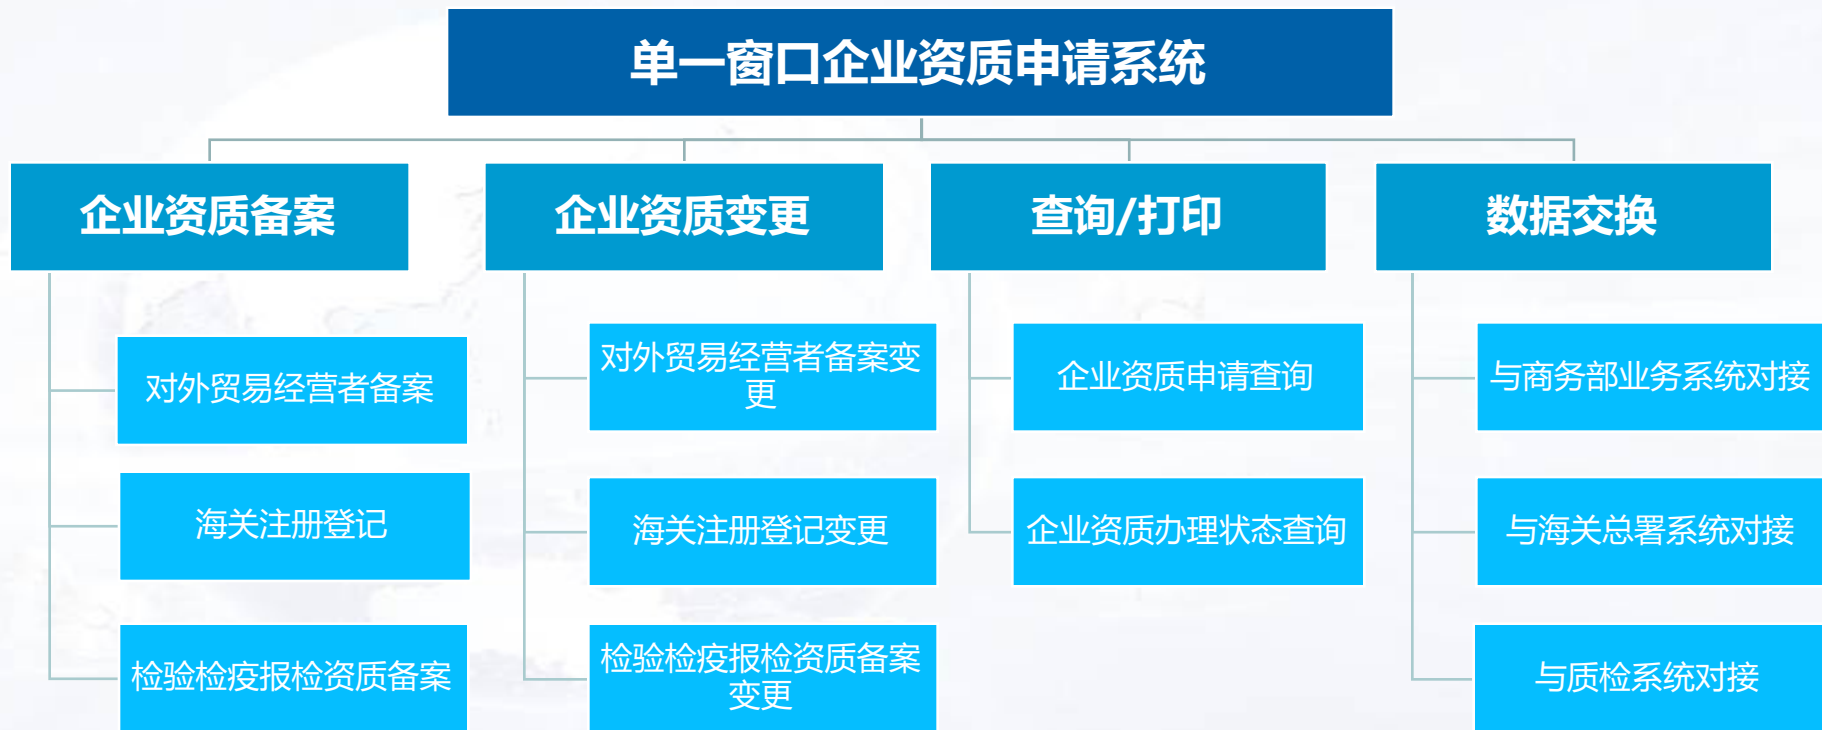 单一窗口企业资质申请系统
企业资质备案
企业资质变更
查询/打印
数据交换
对外贸易经营者备案
海关注册登记
检验检疫报检资质备案
对外贸易经营者备案变
更
海关注册登记变更
检验检疫报检资质备案
变更
企业资质申请查询
企业资质办理状态查询
与商务部业务系统对接
与海关总署系统对接
与质检系统对接